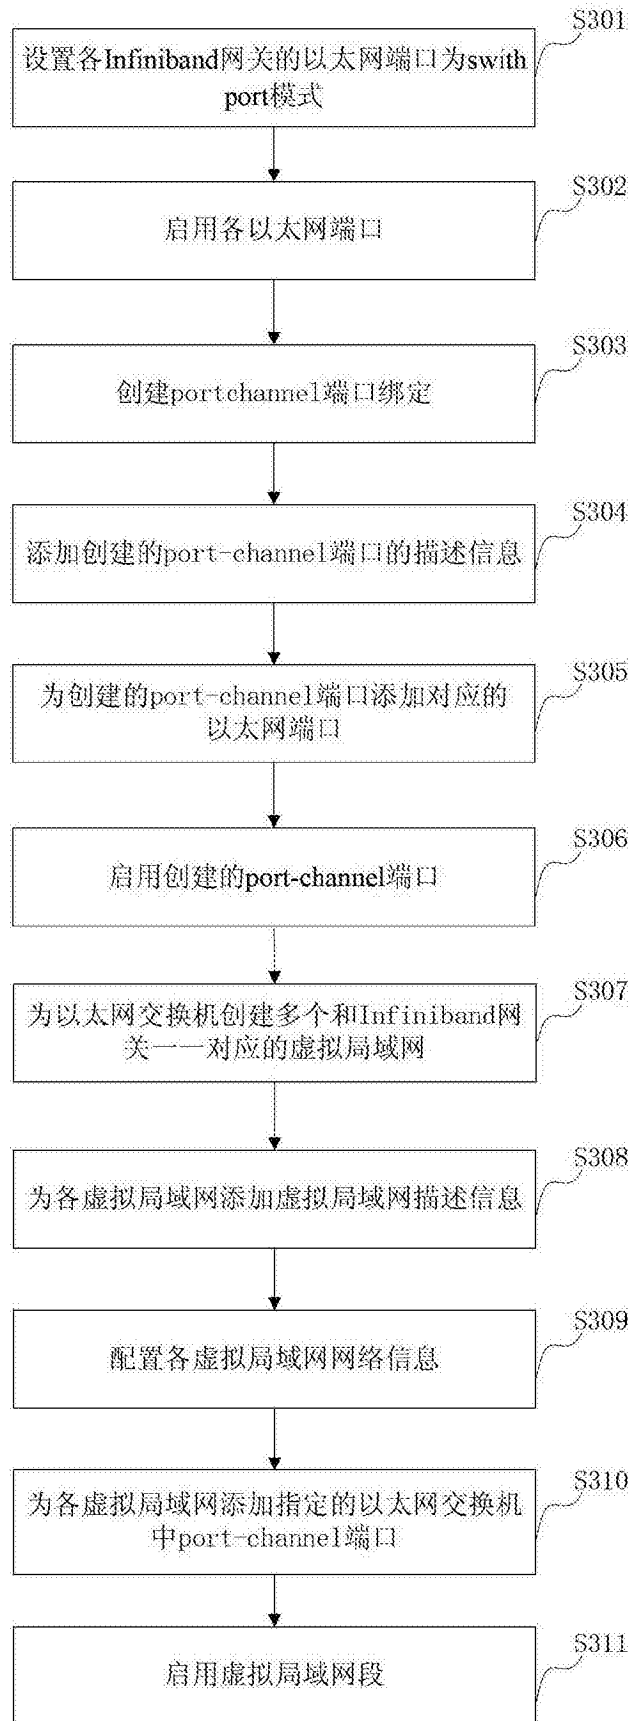 S301
设置各Infiniband网关的以太网端口为swith
port模式
S302
启用各以太网端口
S303
创建portchannel端口绑定
S304
添加创建的port-channel端口的描述信息
S305
为创建的port-channel端口添加对应的
以太网端口
S306
启用创建的port-channel端口
S307
为以太网交换机创建多个和Infiniband网
关一一对应的虚拟局域网
S308
为各虚拟局域网添加虚拟局域网描述信息
S309
配置各虚拟局域网网络信息
S310
为各虚拟局域网添加指定的以太网交换机
中port-channel端口
S311
启用虚拟局域网段